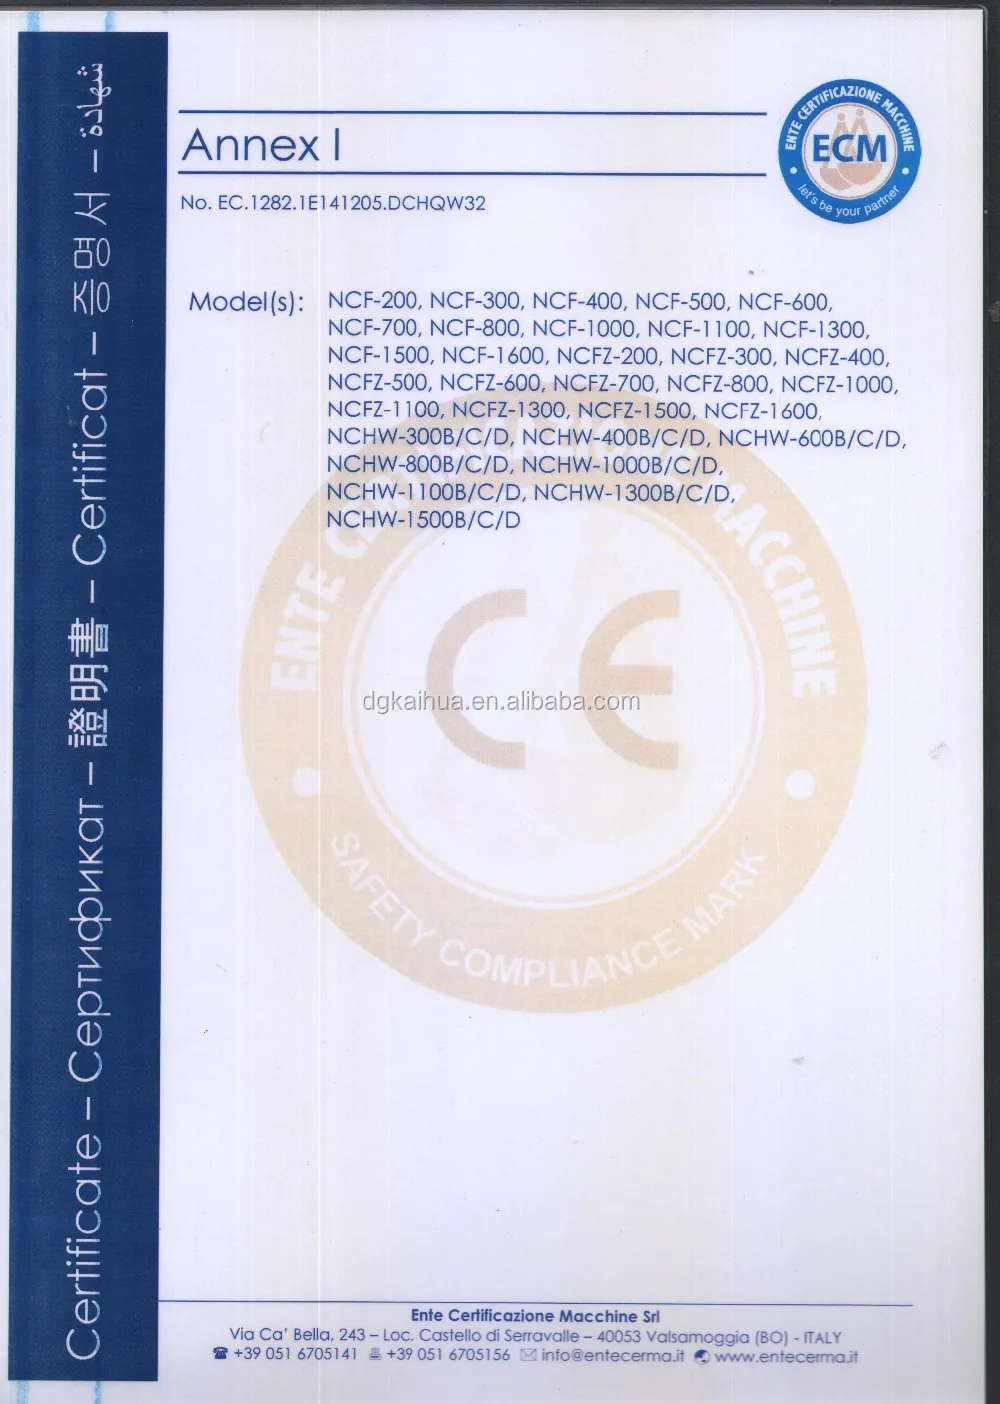 Certificate – Сертификат – 證明書 – Certificat – 증명서 – شهادة
Annex I
ENTE CERTIFICAZIONE MACCHINE
ECM
let's be your partner
No. EC.1282.1E141205.DCHQW32
Model(s):
NCF-200, NCF-300, NCF-400, NCF-500, NCF-600,
NCF-700, NCF-800, NCF-1000, NCF-1100, NCF-1300,
NCF-1500, NCF-1600, NCFZ-200, NCFZ-300, NCFZ-400,
NCFZ-500, NCFZ-600, NCFZ-700, NCFZ-800, NCFZ-1000,
NCFZ-1100, NCFZ-1300, NCFZ-1500, NCFZ-1600,
NCHW-300B/C/D, NCHW-400B/C/D, NCHW-600B/C/D,
NCHW-800B/C/D, NCHW-1000B/C/D,
NCHW-1100B/C/D, NCHW-1300B/C/D,
NCHW-1500B/C/D
ENTE CERTIFICAZIONE MACCHINE
CE
dgkaihua.en.alibaba.com
SAFETY COMPLIANCE MARK
Ente Certificazione Macchine Srl
Via Ca' Bella, 243 – Loc. Castello di Serravalle – 40053 Valsamoggia (BO) - ITALY
☎ +39 051 6705141 +39 051 6705156 info@entecerma.it www.entecerma.it